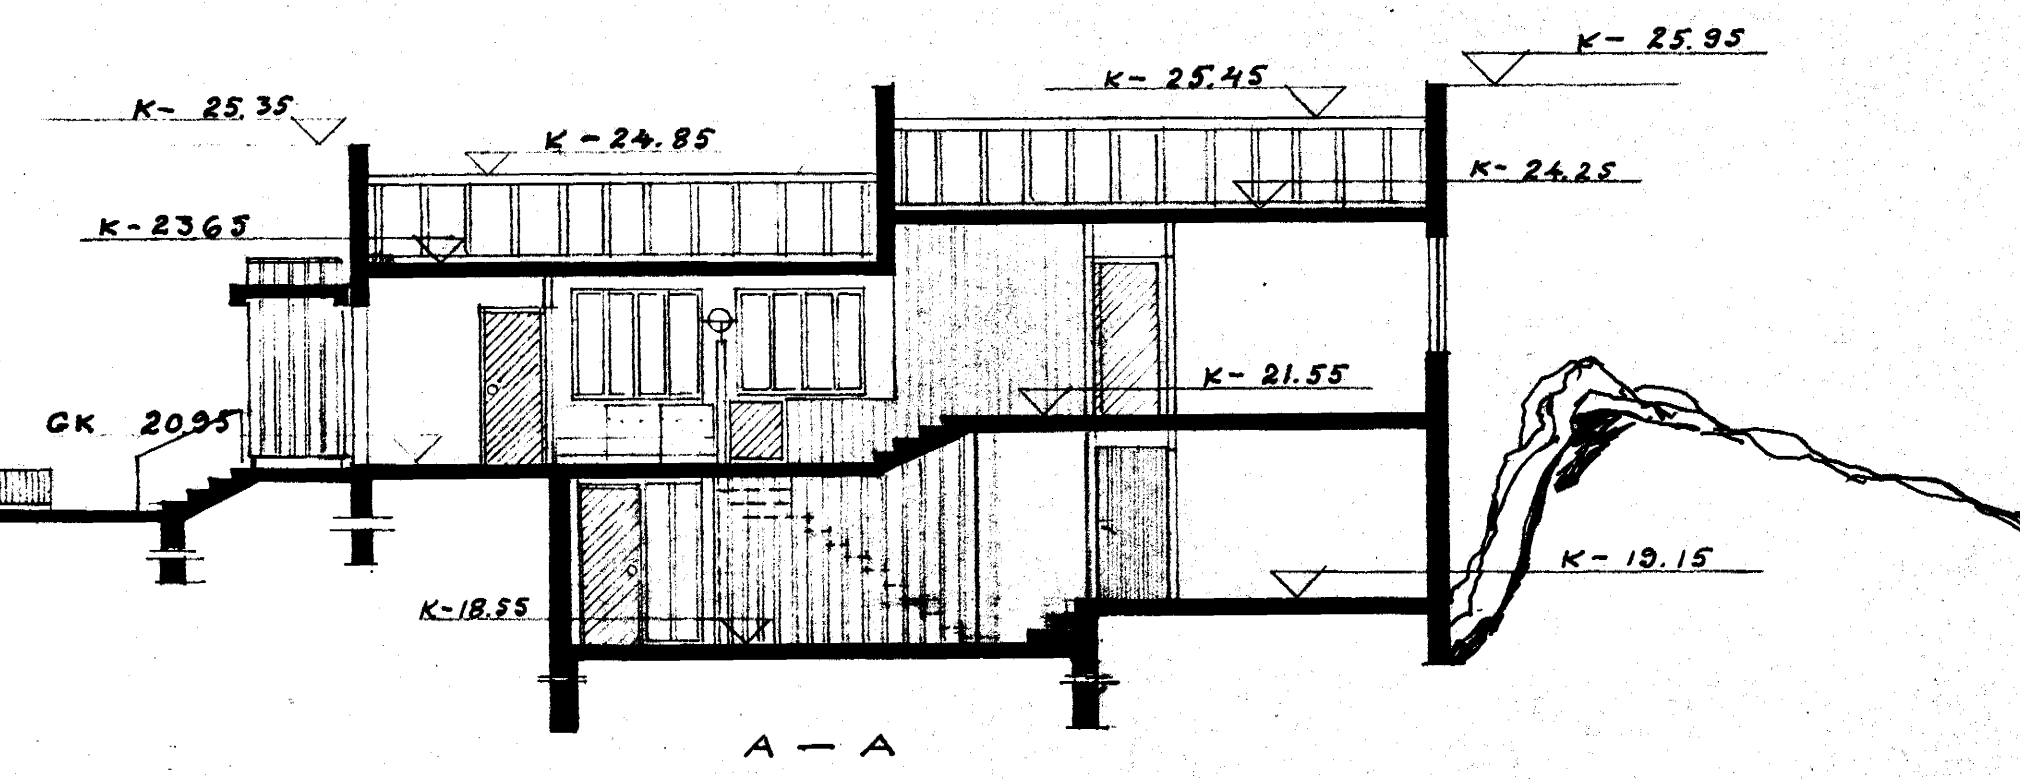 K- 25.95
K- 25.45
K- 25.35
K - 24.85
K- 24.25
K-2365
K- 21.55
GK 2095
K- 19.15
K-18.55
A - A